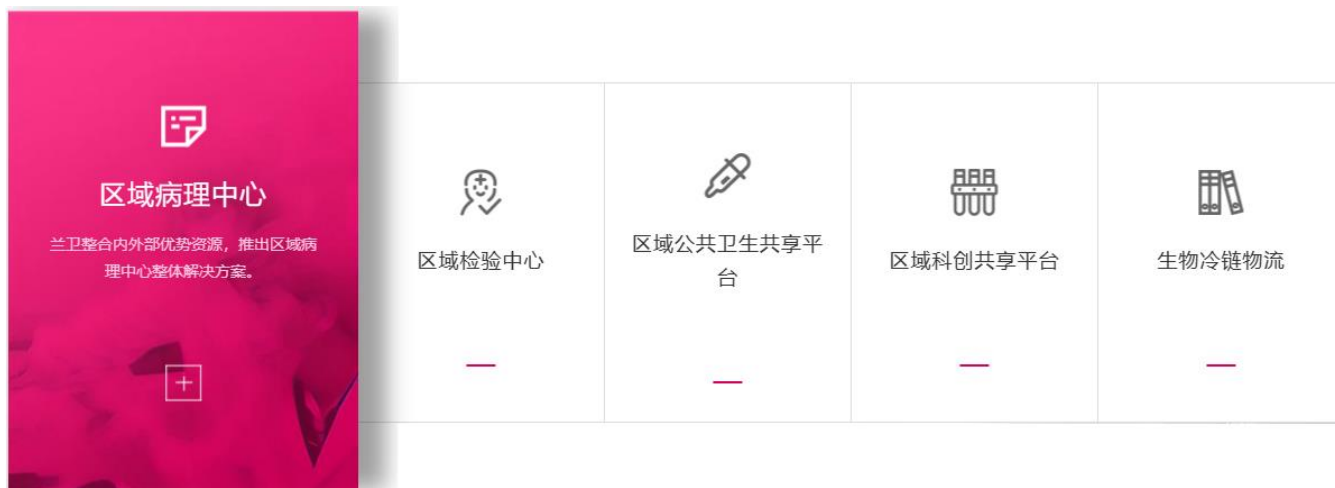 区域病理中心
兰卫整合内外部优势资源，推出区域病
理中心整体解决方案。
区域检验中心
区域公共卫生共享平
台
区域科创共享平台
生物冷链物流